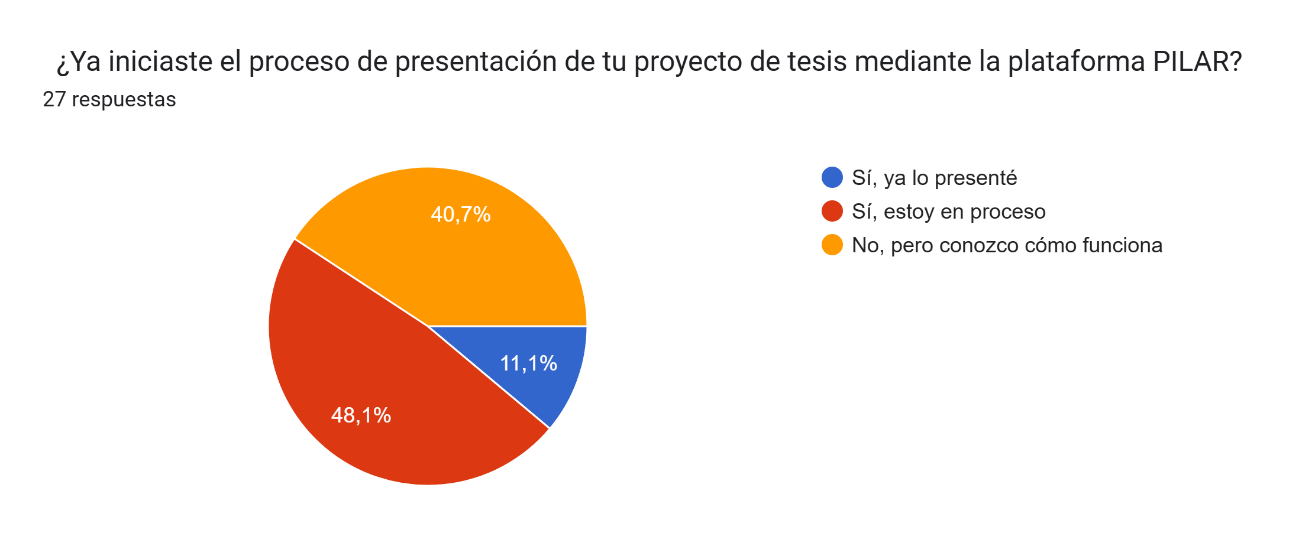 ¿Ya iniciaste el proceso de presentación de tu proyecto de tesis mediante la plataforma PILAR?
27 respuestas
Sí, ya lo presenté
Sí, estoy en proceso
No, pero conozco cómo funciona
40,7%
11,1%
48,1%